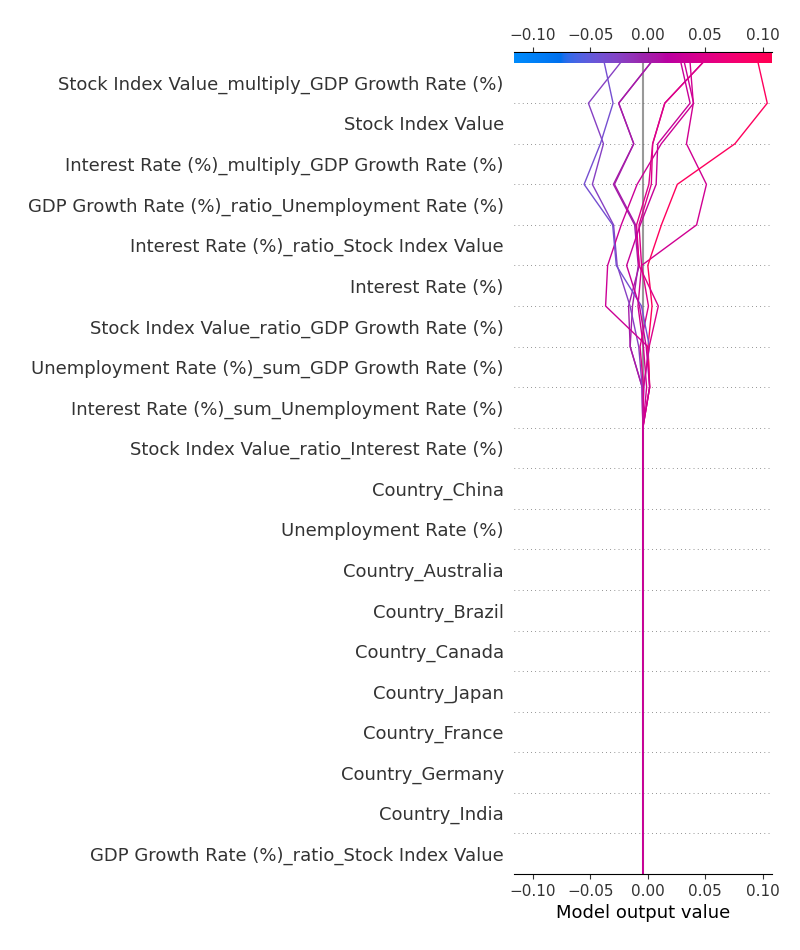 −0.10 −0.05 0.00 0.05 0.10
Stock Index Value_multiply_GDP Growth Rate (%)
Stock Index Value
Interest Rate (%)_multiply_GDP Growth Rate (%)
GDP Growth Rate (%)_ratio_Unemployment Rate (%)
Interest Rate (%)_ratio_Stock Index Value
Interest Rate (%)
Stock Index Value_ratio_GDP Growth Rate (%)
Unemployment Rate (%)_sum_GDP Growth Rate (%)
Interest Rate (%)_sum_Unemployment Rate (%)
Stock Index Value_ratio_Interest Rate (%)
Country_China
Unemployment Rate (%)
Country_Australia
Country_Brazil
Country_Canada
Country_Japan
Country_France
Country_Germany
Country_India
GDP Growth Rate (%)_ratio_Stock Index Value
−0.10 −0.05 0.00 0.05 0.10
Model output value